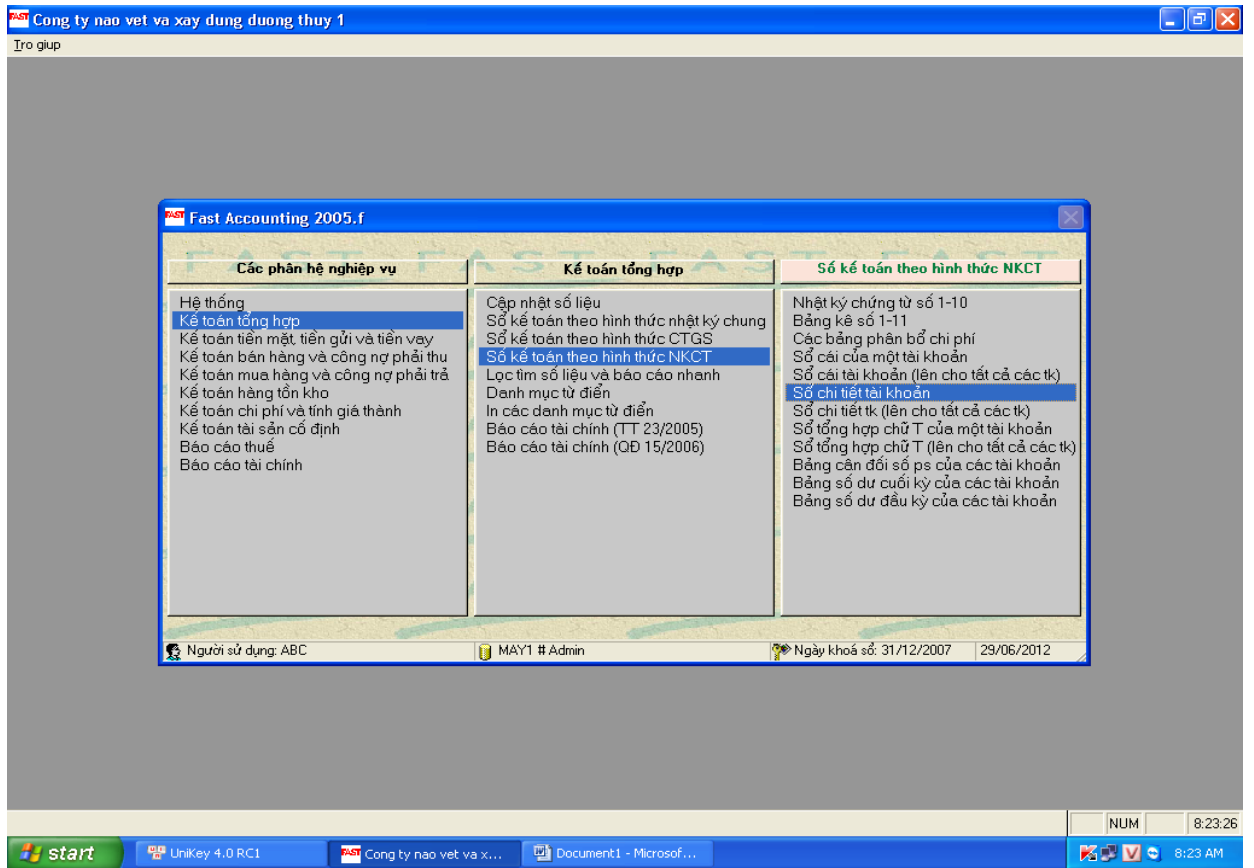 FAST Cong ty nao vet va xay dung duong thuy 1
Tro giup
FAST Fast Accounting 2005.f
Các phân hệ nghiệp vụ
Hệ thống
Kế toán tổng hợp
Kế toán tiền mặt, tiền gửi và tiền vay
Kế toán bán hàng và công nợ phải thu
Kế toán mua hàng và công nợ phải trả
Kế toán hàng tồn kho
Kế toán chi phí và tính giá thành
Kế toán tài sản cố định
Báo cáo thuế
Báo cáo tài chính
Kế toán tổng hợp
Cập nhật số liệu
Sổ kế toán theo hình thức nhật ký chung
Sổ kế toán theo hình thức CTGS
Sổ kế toán theo hình thức NKCT
Lọc tìm số liệu và báo cáo nhanh
Danh mục từ điển
In các danh mục từ điển
Báo cáo tài chính (TT 23/2005)
Báo cáo tài chính (QĐ 15/2006)
Sổ kế toán theo hình thức NKCT
Nhật ký chứng từ số 1-10
Bảng kê số 1-11
Các bảng phân bổ chi phí
Sổ cái của một tài khoản
Sổ cái tài khoản (lên cho tất cả các tk)
Sổ chi tiết tài khoản
Sổ chi tiết tk (lên cho tất cả các tk)
Sổ tổng hợp chữ T của một tài khoản
Sổ tổng hợp chữ T (lên cho tất cả các tk)
Bảng cân đối số ps của các tài khoản
Bảng số dư cuối kỳ của các tài khoản
Bảng số dư đầu kỳ của các tài khoản
Người sử dụng: ABC
MAY1 # Admin
Ngày khoá sổ: 31/12/2007
29/06/2012
NUM
8:23:26
start
UniKey 4.0 RC1
FAST Cong ty nao vet va x...
Document1 - Microsof...
8:23 AM